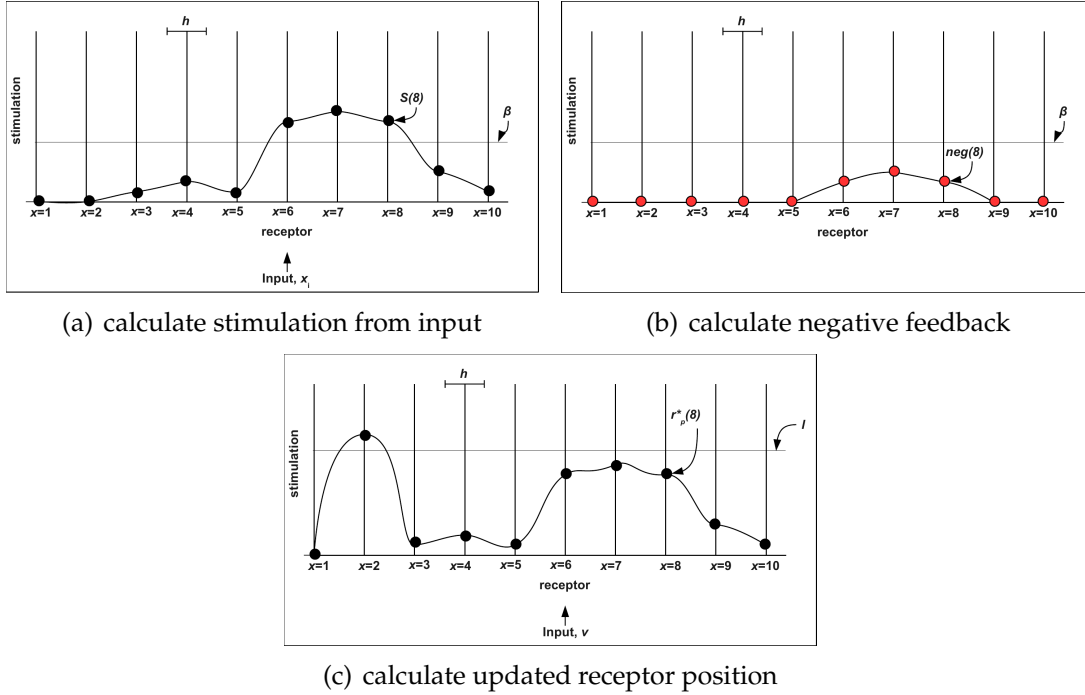 h
stimulation
S(8)
β
x=1 x=2 x=3 x=4 x=5 x=6 x=7 x=8 x=9 x=10
receptor
Input, xᵢ
(a) calculate stimulation from input
h
stimulation
β
neg(8)
x=1 x=2 x=3 x=4 x=5 x=6 x=7 x=8 x=9 x=10
receptor
(b) calculate negative feedback
h
stimulation
r*ₚ(8)
l
x=1 x=2 x=3 x=4 x=5 x=6 x=7 x=8 x=9 x=10
receptor
Input, v
(c) calculate updated receptor position